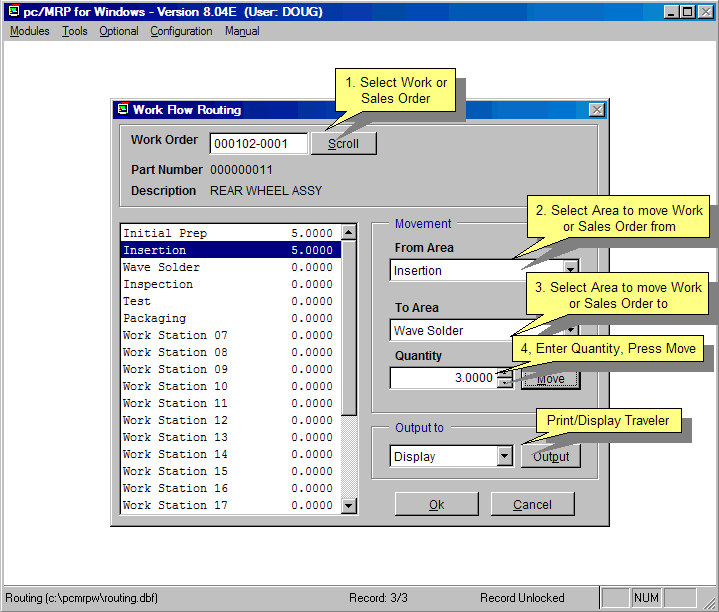 pc/MRP for Windows - Version 8.04E (User: DOUG)
Modules Tools Optional Configuration Manual
1. Select Work or
Sales Order
Work Flow Routing
Work Order 000102-0001 Scroll
Part Number 000000011
Description REAR WHEEL ASSY
Initial Prep 5.0000
Insertion 5.0000
Wave Solder 0.0000
Inspection 0.0000
Test 0.0000
Packaging 0.0000
Work Station 07 0.0000
Work Station 08 0.0000
Work Station 09 0.0000
Work Station 10 0.0000
Work Station 11 0.0000
Work Station 12 0.0000
Work Station 13 0.0000
Work Station 14 0.0000
Work Station 15 0.0000
Work Station 16 0.0000
Work Station 17 0.0000
Movement
2. Select Area to move Work
or Sales Order from
From Area
Insertion
3. Select Area to move Work
or Sales Order to
To Area
Wave Solder
4, Enter Quantity, Press Move
Quantity
3.0000 Move
Print/Display Traveler
Output to
Display Output
Ok Cancel
Routing (c:\pcmrpw\routing.dbf) Record: 3/3 Record Unlocked NUM